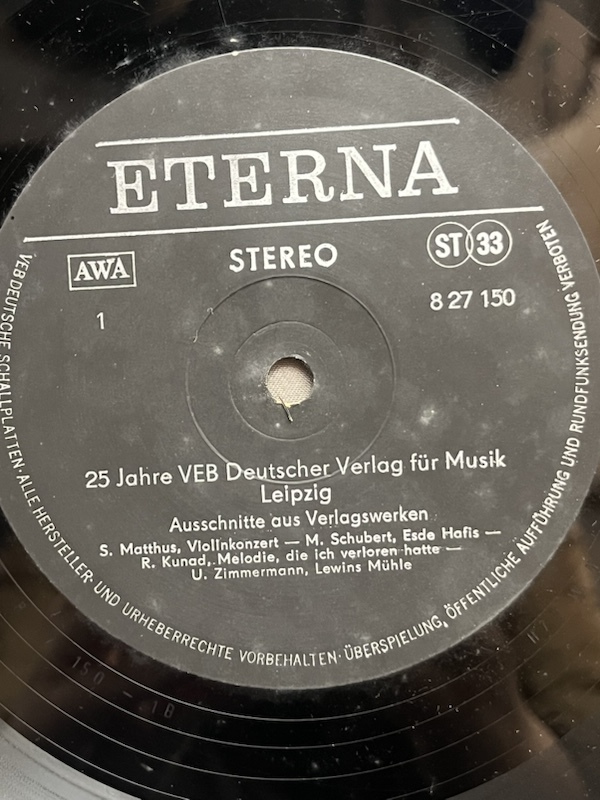 ETERNA
AWA
STEREO
ST 33
1
8 27 150
25 Jahre VEB Deutscher Verlag für Musik
Leipzig
Ausschnitte aus Verlagswerken
S. Matthus, Violinkonzert — M. Schubert, Esde Hafis —
R. Kunad, Melodie, die ich verloren hatte —
U. Zimmermann, Lewins Mühle
VEB DEUTSCHE SCHALLPLATTEN · ALLE HERSTELLER- UND URHEBERRECHTE VORBEHALTEN · ÜBERSPIELUNG, ÖFFENTLICHE AUFFÜHRUNG UND RUNDFUNKSENDUNG VERBOTEN
150 - 1B